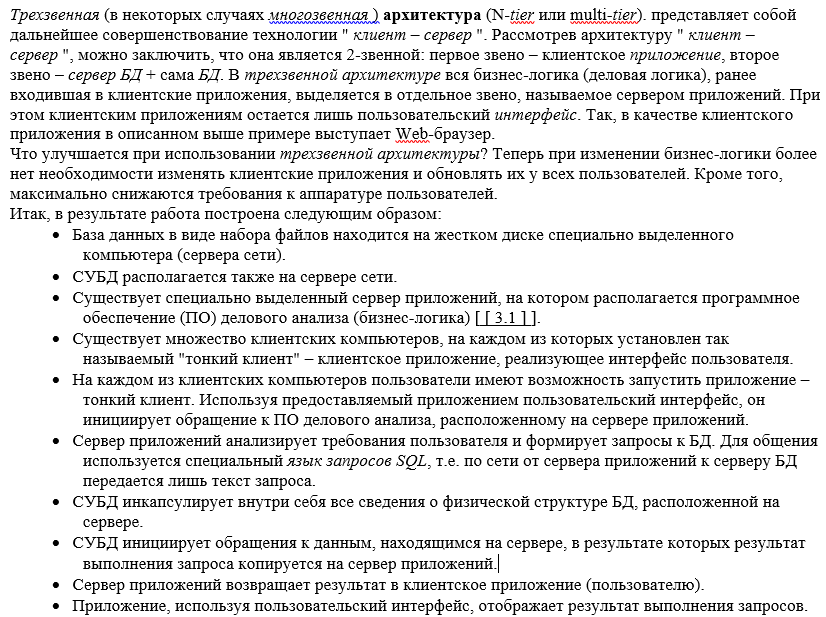 Трехзвенная (в некоторых случаях многозвенная ) архитектура (N-tier или multi-tier). представляет собой
дальнейшее совершенствование технологии " клиент – сервер ". Рассмотрев архитектуру " клиент –
сервер ", можно заключить, что она является 2-звенной: первое звено – клиентское приложение, второе
звено – сервер БД + сама БД. В трехзвенной архитектуре вся бизнес-логика (деловая логика), ранее
входившая в клиентские приложения, выделяется в отдельное звено, называемое сервером приложений. При
этом клиентским приложениям остается лишь пользовательский интерфейс. Так, в качестве клиентского
приложения в описанном выше примере выступает Web-браузер.
Что улучшается при использовании трехзвенной архитектуры? Теперь при изменении бизнес-логики более
нет необходимости изменять клиентские приложения и обновлять их у всех пользователей. Кроме того,
максимально снижаются требования к аппаратуре пользователей.
Итак, в результате работа построена следующим образом:
• База данных в виде набора файлов находится на жестком диске специально выделенного
компьютера (сервера сети).
• СУБД располагается также на сервере сети.
• Существует специально выделенный сервер приложений, на котором располагается программное
обеспечение (ПО) делового анализа (бизнес-логика) [ [ 3.1 ] ].
• Существует множество клиентских компьютеров, на каждом из которых установлен так
называемый "тонкий клиент" – клиентское приложение, реализующее интерфейс пользователя.
• На каждом из клиентских компьютеров пользователи имеют возможность запустить приложение –
тонкий клиент. Используя предоставляемый приложением пользовательский интерфейс, он
инициирует обращение к ПО делового анализа, расположенному на сервере приложений.
• Сервер приложений анализирует требования пользователя и формирует запросы к БД. Для общения
используется специальный язык запросов SQL, т.е. по сети от сервера приложений к серверу БД
передается лишь текст запроса.
• СУБД инкапсулирует внутри себя все сведения о физической структуре БД, расположенной на
сервере.
• СУБД инициирует обращения к данным, находящимся на сервере, в результате которых результат
выполнения запроса копируется на сервер приложений.
• Сервер приложений возвращает результат в клиентское приложение (пользователю).
• Приложение, используя пользовательский интерфейс, отображает результат выполнения запросов.